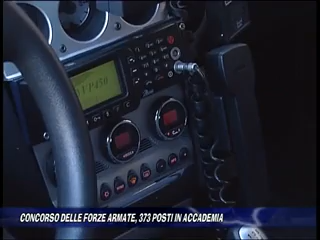 CONCORSO DELLE FORZE ARMATE, 373 POSTI IN ACCADEMIA